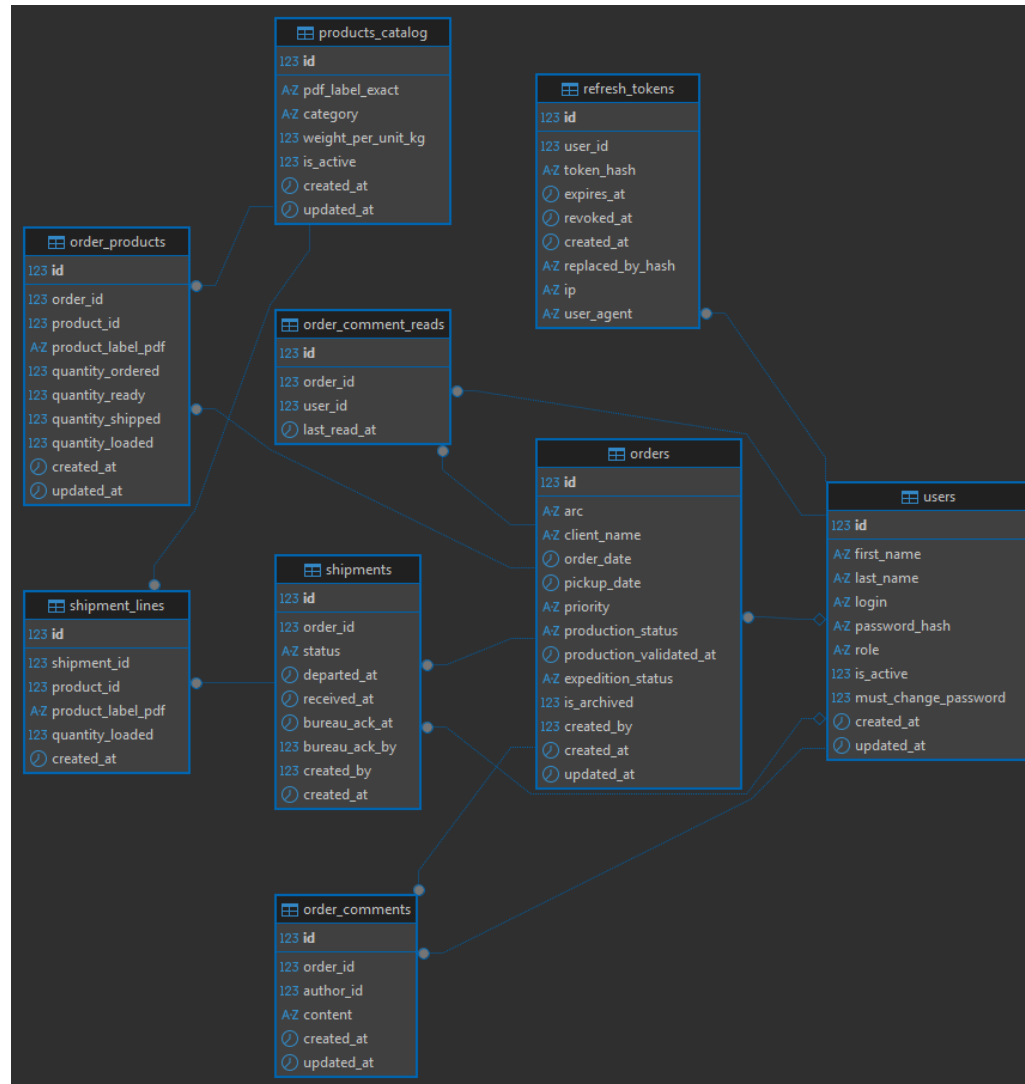 products_catalog
123 id
A-Z pdf_label_exact
A-Z category
123 weight_per_unit_kg
123 is_active
created_at
updated_at
refresh_tokens
123 id
123 user_id
A-Z token_hash
expires_at
revoked_at
created_at
A-Z replaced_by_hash
A-Z ip
A-Z user_agent
order_products
123 id
123 order_id
123 product_id
A-Z product_label_pdf
123 quantity_ordered
123 quantity_ready
123 quantity_shipped
123 quantity_loaded
created_at
updated_at
order_comment_reads
123 id
123 order_id
123 user_id
last_read_at
orders
123 id
A-Z arc
A-Z client_name
order_date
pickup_date
A-Z priority
A-Z production_status
production_validated_at
A-Z expedition_status
123 is_archived
123 created_by
created_at
updated_at
users
123 id
A-Z first_name
A-Z last_name
A-Z login
A-Z password_hash
A-Z role
123 is_active
123 must_change_password
created_at
updated_at
shipments
123 id
123 order_id
A-Z status
departed_at
received_at
bureau_ack_at
123 bureau_ack_by
123 created_by
created_at
shipment_lines
123 id
123 shipment_id
123 product_id
A-Z product_label_pdf
123 quantity_loaded
created_at
order_comments
123 id
123 order_id
123 author_id
A-Z content
created_at
updated_at